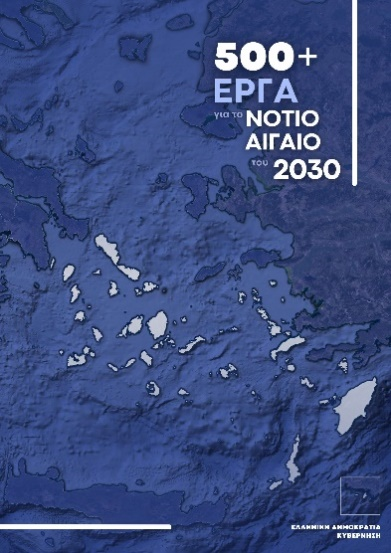 500+
ΕΡΓΑ
για το ΝΟΤΙΟ
ΑΙΓΑΙΟ
του 2030
ΕΛΛΗΝΙΚΗ ΔΗΜΟΚΡΑΤΙΑ
ΚΥΒΕΡΝΗΣΗ